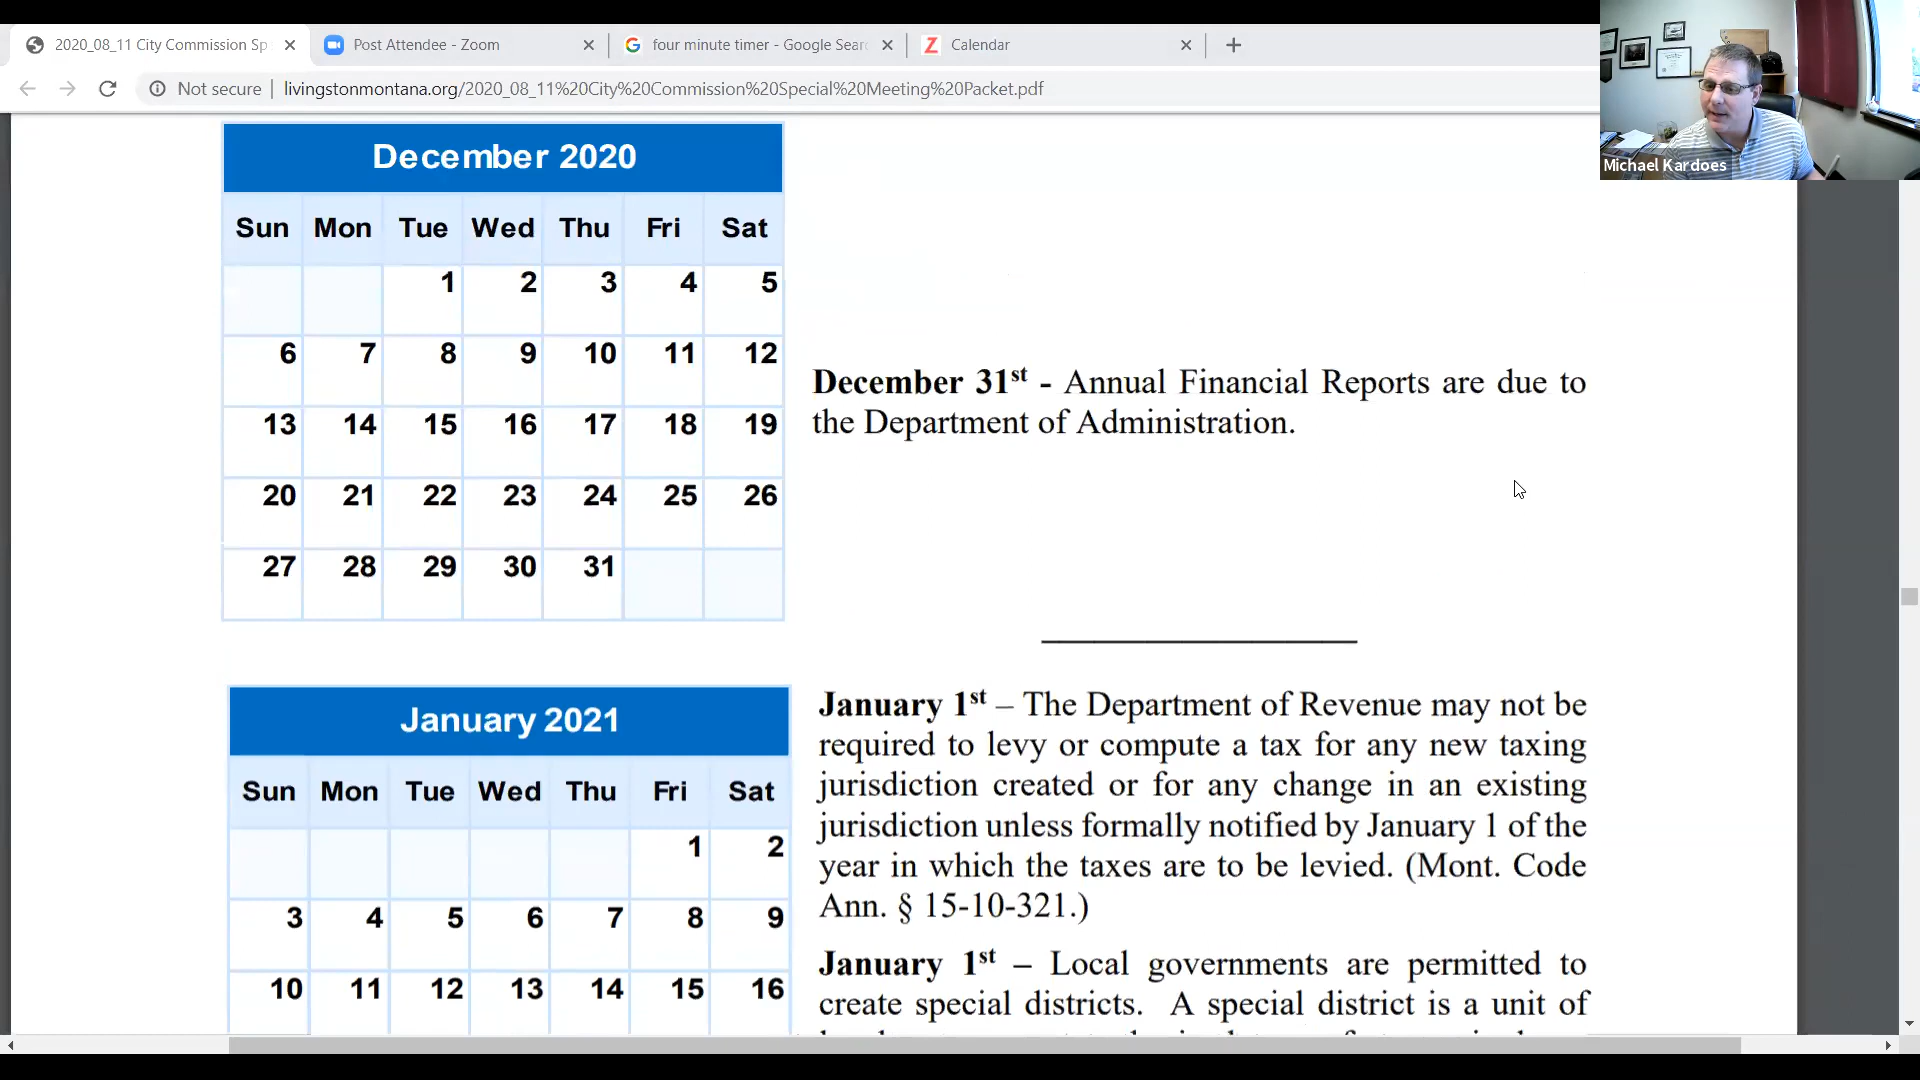 2020_08_11 City Commission Sp
Post Attendee - Zoom
four minute timer - Google Sear
Calendar
Not secure | livingstonmontana.org/2020_08_11%20City%20Commission%20Special%20Meeting%20Packet.pdf
Michael Kardoes
December 2020
Sun Mon Tue Wed Thu Fri Sat
1 2 3 4 5
6 7 8 9 10 11 12
13 14 15 16 17 18 19
20 21 22 23 24 25 26
27 28 29 30 31
December 31st - Annual Financial Reports are due to
the Department of Administration.
January 2021
Sun Mon Tue Wed Thu Fri Sat
1 2
3 4 5 6 7 8 9
10 11 12 13 14 15 16
January 1st – The Department of Revenue may not be
required to levy or compute a tax for any new taxing
jurisdiction created or for any change in an existing
jurisdiction unless formally notified by January 1 of the
year in which the taxes are to be levied. (Mont. Code
Ann. § 15-10-321.)
January 1st – Local governments are permitted to
create special districts. A special district is a unit of